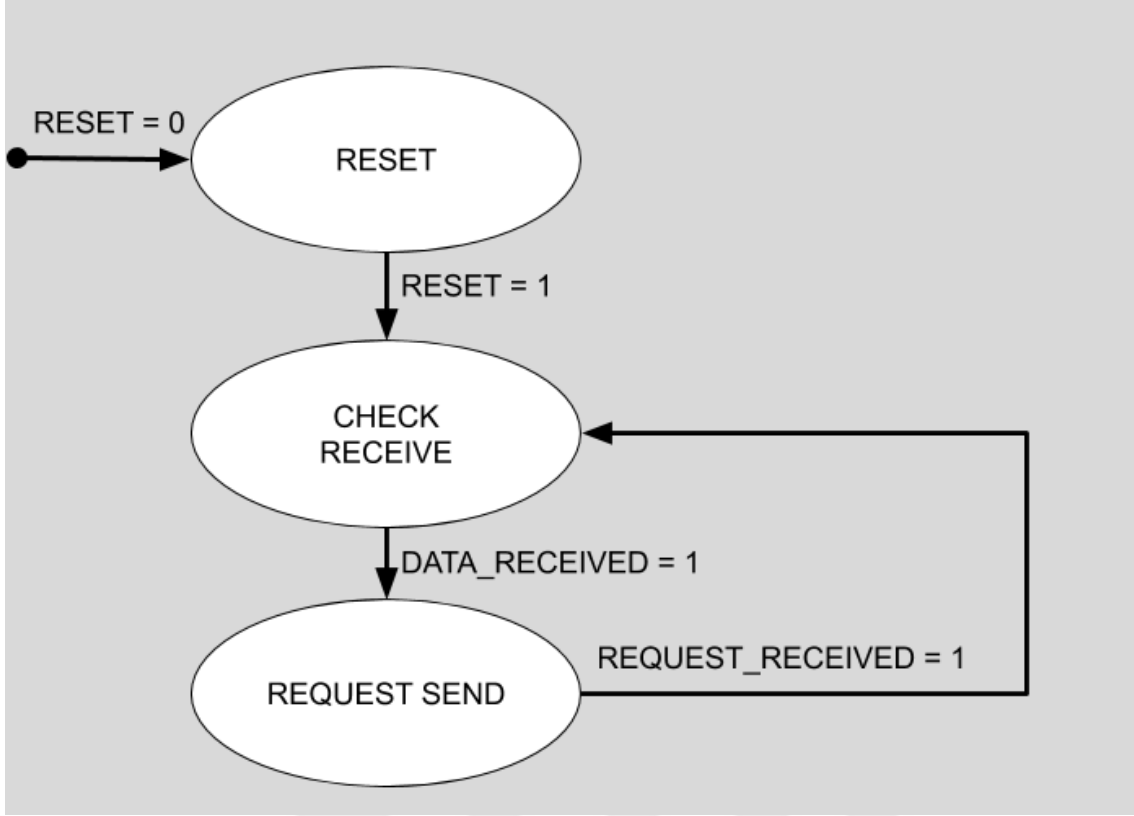 RESET = 0
RESET
RESET = 1
CHECK
RECEIVE
DATA_RECEIVED = 1
REQUEST_RECEIVED = 1
REQUEST SEND